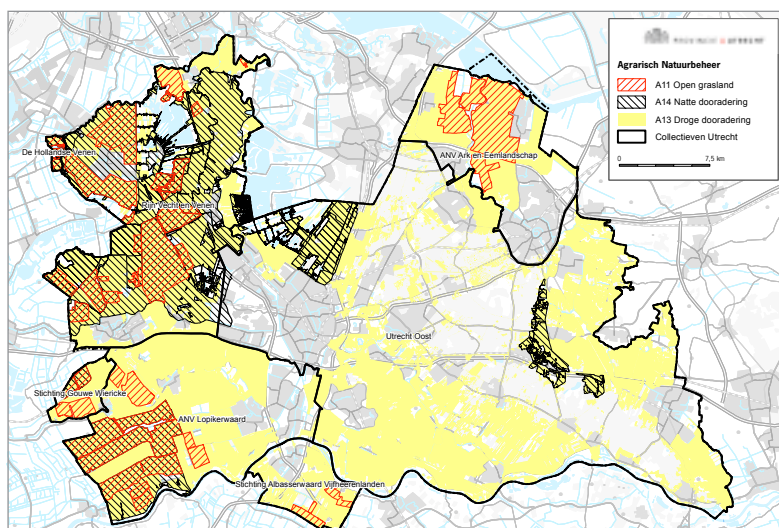 Agrarisch Natuurbeheer
A11 Open grasland
A14 Natte dooradering
A13 Droge dooradering
Collectieven Utrecht
0 7,5 km
De Hollandse Venen
ANV Ark en Eemlandschap
Rijn Vecht en Venen
Utrecht Oost
Stichting Gouwe Wiericke
ANV Lopikerwaard
Stichting Albasserwaard Vijfheerenlanden